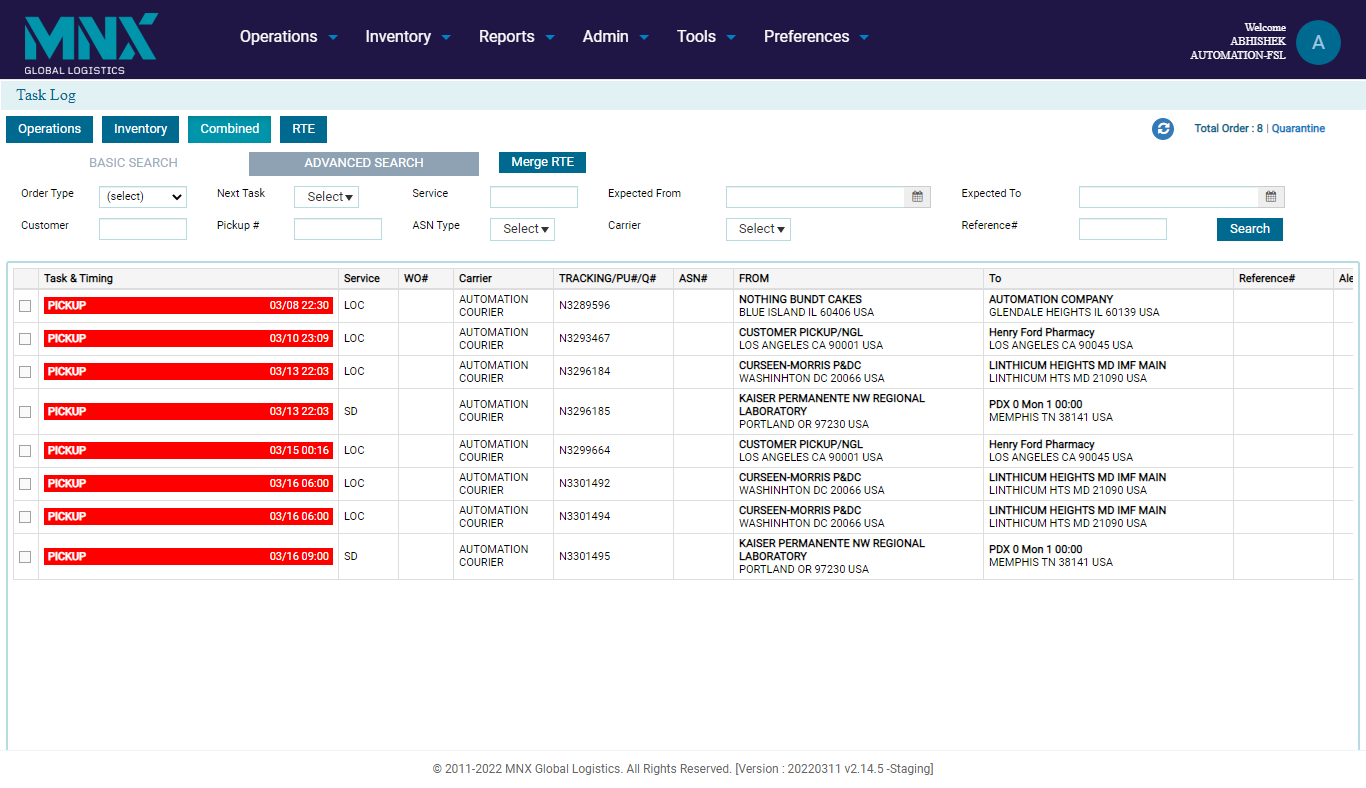 MNX
GLOBAL LOGISTICS
Operations Inventory Reports Admin Tools Preferences
Welcome
ABHISHEK
AUTOMATION-FSL
A
Task Log
Operations Inventory Combined RTE
Total Order : 8 | Quarantine
BASIC SEARCH ADVANCED SEARCH Merge RTE
Order Type (select) Next Task Select Service Expected From Expected To
Customer Pickup # ASN Type Select Carrier Select Reference# Search
Task & Timing Service WO# Carrier TRACKING/PU#/Q# ASN# FROM To Reference# Ale
PICKUP 03/08 22:30 LOC AUTOMATION COURIER N3289596 NOTHING BUNDT CAKES AUTOMATION COMPANY
BLUE ISLAND IL 60406 USA GLENDALE HEIGHTS IL 60139 USA
PICKUP 03/10 23:09 LOC AUTOMATION COURIER N3293467 CUSTOMER PICKUP/NGL Henry Ford Pharmacy
LOS ANGELES CA 90001 USA LOS ANGELES CA 90045 USA
PICKUP 03/13 22:03 LOC AUTOMATION COURIER N3296184 CURSEEN-MORRIS P&DC LINTHICUM HEIGHTS MD IMF MAIN
WASHINHTON DC 20066 USA LINTHICUM HTS MD 21090 USA
PICKUP 03/13 22:03 SD AUTOMATION COURIER N3296185 KAISER PERMANENTE NW REGIONAL LABORATORY PDX 0 Mon 1 00:00
PORTLAND OR 97230 USA MEMPHIS TN 38141 USA
PICKUP 03/15 00:16 LOC AUTOMATION COURIER N3299664 CUSTOMER PICKUP/NGL Henry Ford Pharmacy
LOS ANGELES CA 90001 USA LOS ANGELES CA 90045 USA
PICKUP 03/16 06:00 LOC AUTOMATION COURIER N3301492 CURSEEN-MORRIS P&DC LINTHICUM HEIGHTS MD IMF MAIN
WASHINHTON DC 20066 USA LINTHICUM HTS MD 21090 USA
PICKUP 03/16 06:00 LOC AUTOMATION COURIER N3301494 CURSEEN-MORRIS P&DC LINTHICUM HEIGHTS MD IMF MAIN
WASHINHTON DC 20066 USA LINTHICUM HTS MD 21090 USA
PICKUP 03/16 09:00 SD AUTOMATION COURIER N3301495 KAISER PERMANENTE NW REGIONAL LABORATORY PDX 0 Mon 1 00:00
PORTLAND OR 97230 USA MEMPHIS TN 38141 USA
© 2011-2022 MNX Global Logistics. All Rights Reserved. [Version : 20220311 v2.14.5 -Staging]